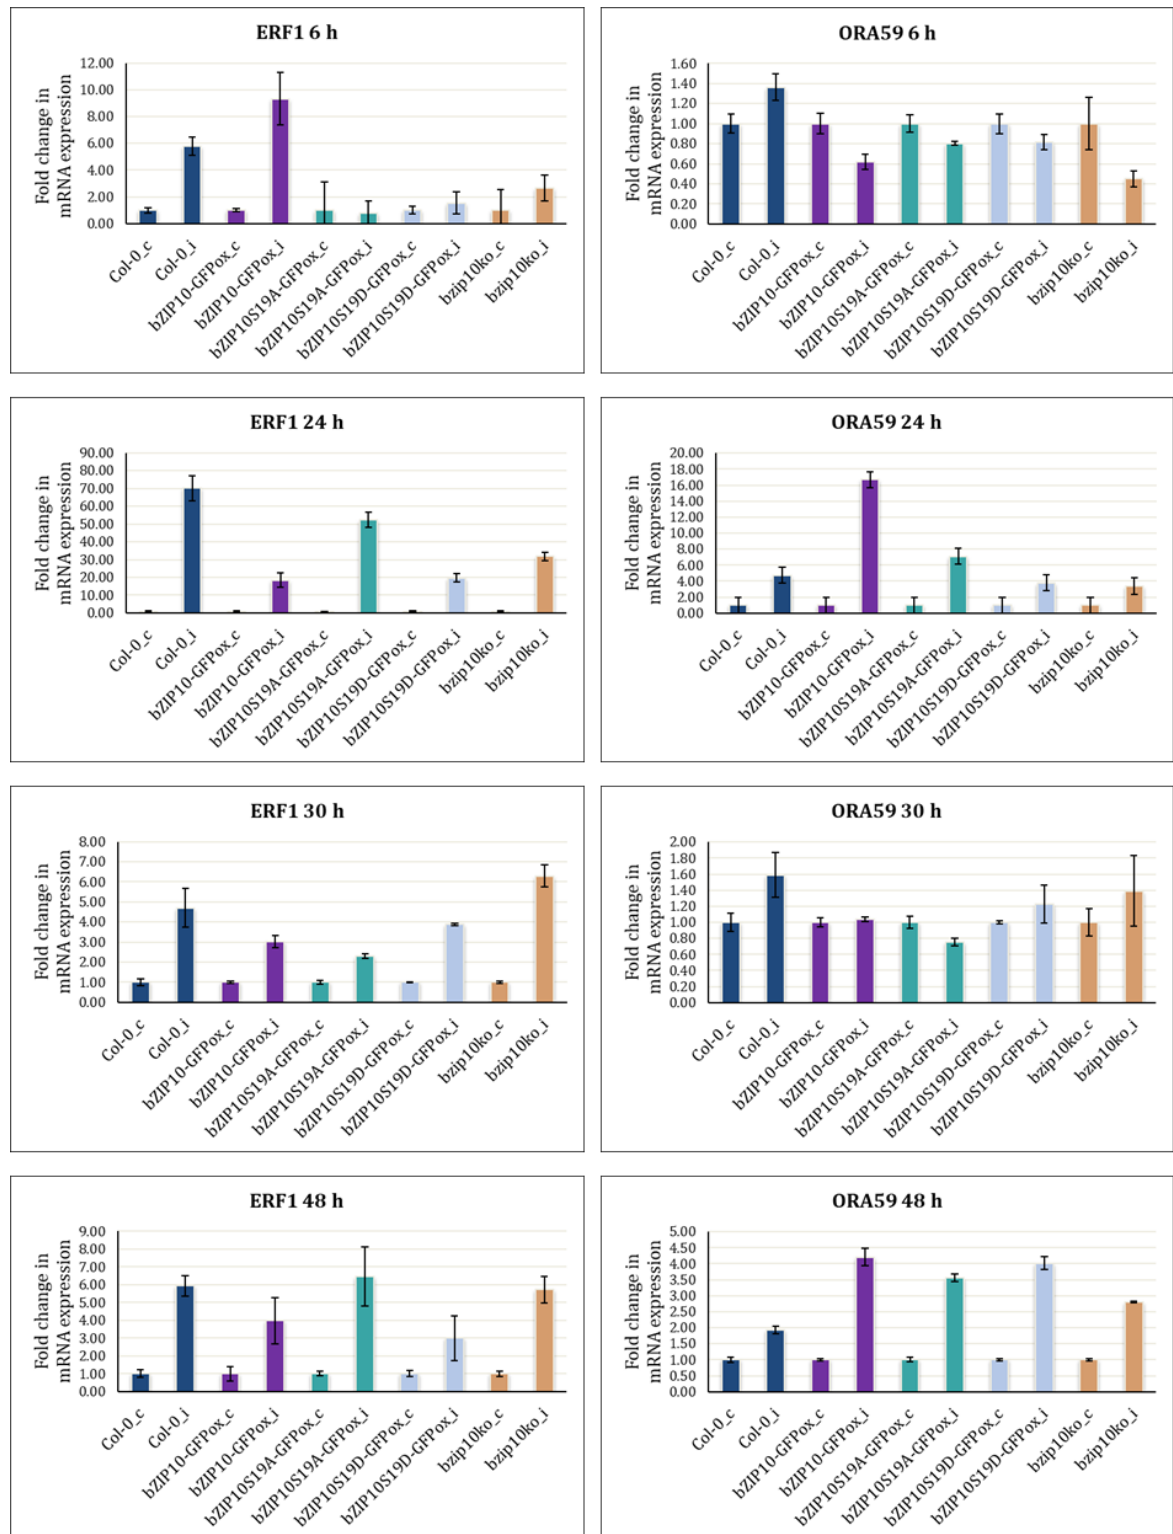 ERF1 6 h
Fold change in
mRNA expression
12.00
10.00
8.00
6.00
4.00
2.00
0.00
Col-0_c
Col-0_i
bZIP10-GFPox_c
bZIP10-GFPox_i
bZIP10S19A-GFPox_c
bZIP10S19A-GFPox_i
bZIP10S19D-GFPox_c
bZIP10S19D-GFPox_i
bzip10ko_c
bzip10ko_i
ORA59 6 h
Fold change in
mRNA expression
1.60
1.40
1.20
1.00
0.80
0.60
0.40
0.20
0.00
Col-0_c
Col-0_i
bZIP10-GFPox_c
bZIP10-GFPox_i
bZIP10S19A-GFPox_c
bZIP10S19A-GFPox_i
bZIP10S19D-GFPox_c
bZIP10S19D-GFPox_i
bzip10ko_c
bzip10ko_i
ERF1 24 h
Fold change in
mRNA expression
90.00
80.00
70.00
60.00
50.00
40.00
30.00
20.00
10.00
0.00
Col-0_c
Col-0_i
bZIP10-GFPox_c
bZIP10-GFPox_i
bZIP10S19A-GFPox_c
bZIP10S19A-GFPox_i
bZIP10S19D-GFPox_c
bZIP10S19D-GFPox_i
bzip10ko_c
bzip10ko_i
ORA59 24 h
Fold change in
mRNA expression
20.00
18.00
16.00
14.00
12.00
10.00
8.00
6.00
4.00
2.00
0.00
Col-0_c
Col-0_i
bZIP10-GFPox_c
bZIP10-GFPox_i
bZIP10S19A-GFPox_c
bZIP10S19A-GFPox_i
bZIP10S19D-GFPox_c
bZIP10S19D-GFPox_i
bzip10ko_c
bzip10ko_i
ERF1 30 h
Fold change in
mRNA expression
8.00
7.00
6.00
5.00
4.00
3.00
2.00
1.00
0.00
Col-0_c
Col-0_i
bZIP10-GFPox_c
bZIP10-GFPox_i
bZIP10S19A-GFPox_c
bZIP10S19A-GFPox_i
bZIP10S19D-GFPox_c
bZIP10S19D-GFPox_i
bzip10ko_c
bzip10ko_i
ORA59 30 h
Fold change in
mRNA expression
2.00
1.80
1.60
1.40
1.20
1.00
0.80
0.60
0.40
0.20
0.00
Col-0_c
Col-0_i
bZIP10-GFPox_c
bZIP10-GFPox_i
bZIP10S19A-GFPox_c
bZIP10S19A-GFPox_i
bZIP10S19D-GFPox_c
bZIP10S19D-GFPox_i
bzip10ko_c
bzip10ko_i
ERF1 48 h
Fold change in
mRNA expression
9.00
8.00
7.00
6.00
5.00
4.00
3.00
2.00
1.00
0.00
Col-0_c
Col-0_i
bZIP10-GFPox_c
bZIP10-GFPox_i
bZIP10S19A-GFPox_c
bZIP10S19A-GFPox_i
bZIP10S19D-GFPox_c
bZIP10S19D-GFPox_i
bzip10ko_c
bzip10ko_i
ORA59 48 h
Fold change in
mRNA expression
5.00
4.50
4.00
3.50
3.00
2.50
2.00
1.50
1.00
0.50
0.00
Col-0_c
Col-0_i
bZIP10-GFPox_c
bZIP10-GFPox_i
bZIP10S19A-GFPox_c
bZIP10S19A-GFPox_i
bZIP10S19D-GFPox_c
bZIP10S19D-GFPox_i
bzip10ko_c
bzip10ko_i